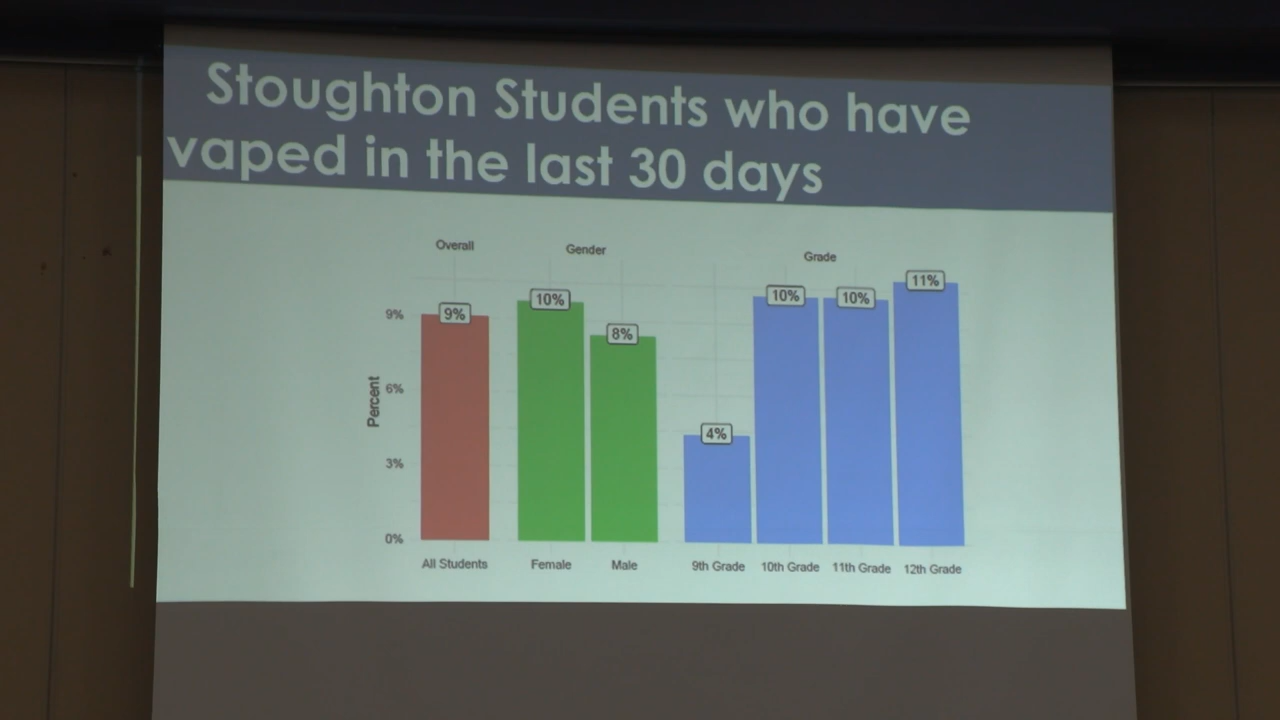 Stoughton Students who have
vaped in the last 30 days
Overall
Gender
Grade
Percent
9%
6%
3%
0%
9%
10%
8%
4%
10%
10%
11%
All Students
Female
Male
9th Grade
10th Grade
11th Grade
12th Grade